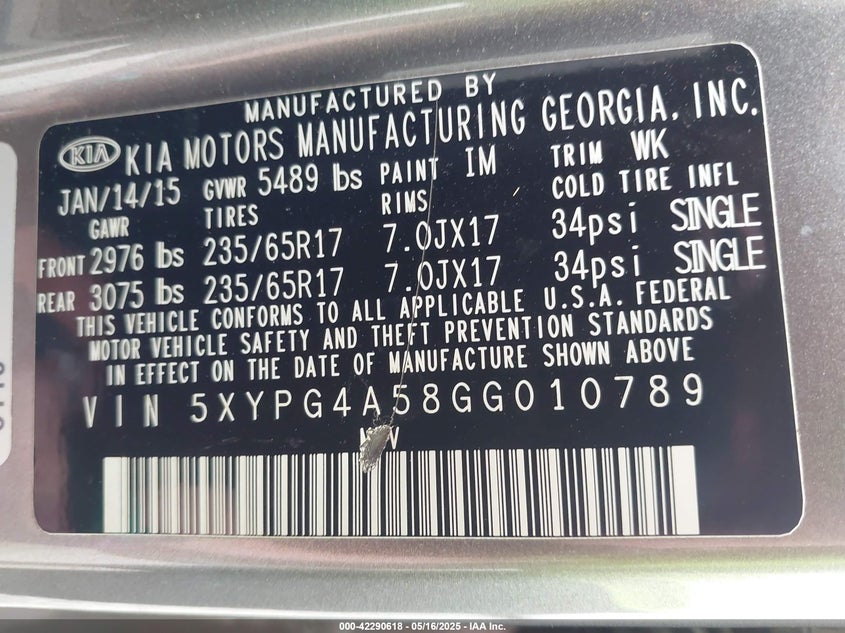 MANUFACTURED BY
KIA KIA MOTORS MANUFACTURING GEORGIA, INC.
JAN/14/15 GVWR 5489 lbs PAINT IM TRIM WK
GAWR TIRES RIMS COLD TIRE INFL
FRONT 2976 lbs 235/65R17 7.0JX17 34psi SINGLE
REAR 3075 lbs 235/65R17 7.0JX17 34psi SINGLE
THIS VEHICLE CONFORMS TO ALL APPLICABLE U.S.A. FEDERAL
MOTOR VEHICLE SAFETY AND THEFT PREVENTION STANDARDS
IN EFFECT ON THE DATE OF MANUFACTURE SHOWN ABOVE
VIN 5XYPG4A58GG010789
000-42290618 - 05/16/2025 - IAA Inc.